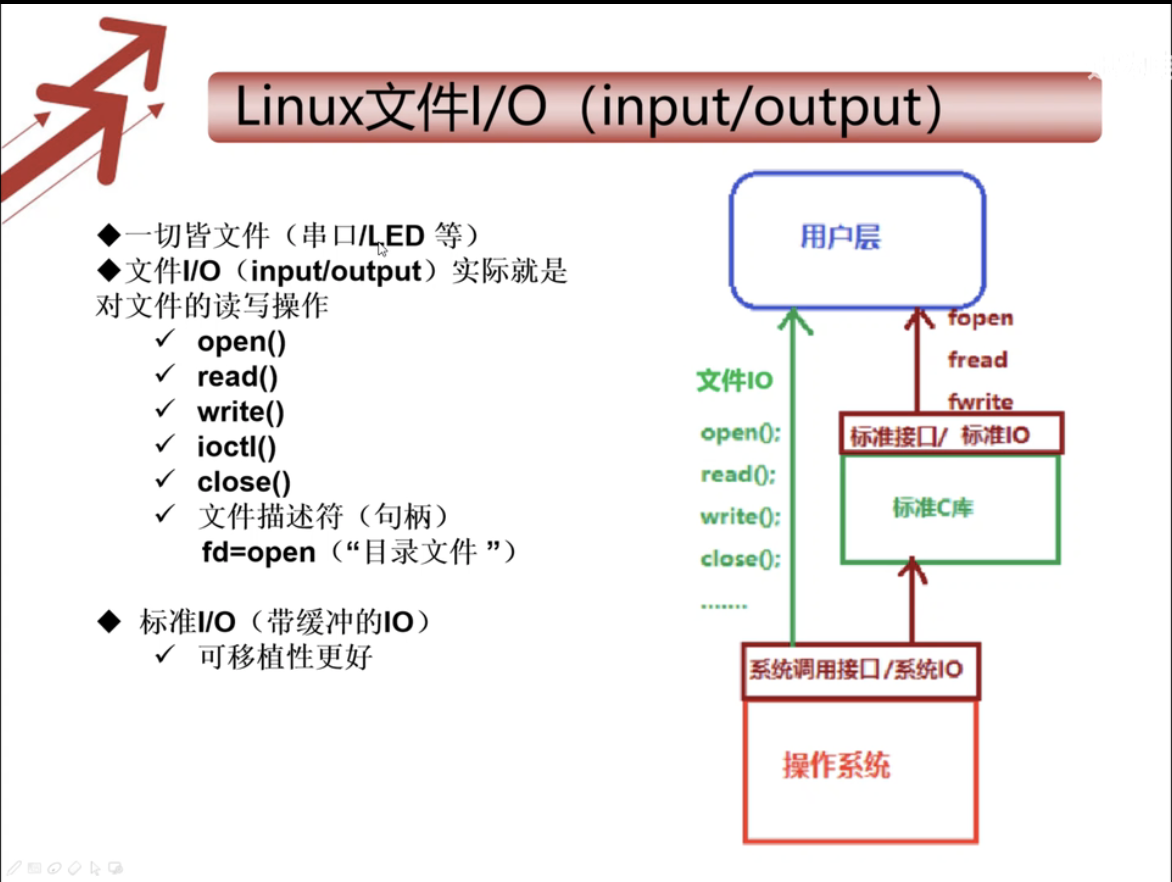 Linux文件I/O（input/output）
◆一切皆文件（串口/LED 等）
◆文件I/O（input/output）实际就是
对文件的读写操作
✓ open()
✓ read()
✓ write()
✓ ioctl()
✓ close()
✓ 文件描述符（句柄）
fd=open（“目录文件 ”）
◆ 标准I/O（带缓冲的IO）
✓ 可移植性更好
用户层
fopen
fread
fwrite
文件IO
open();
read();
write();
close();
.......
标准接口/ 标准IO
标准C库
系统调用接口/系统IO
操作系统